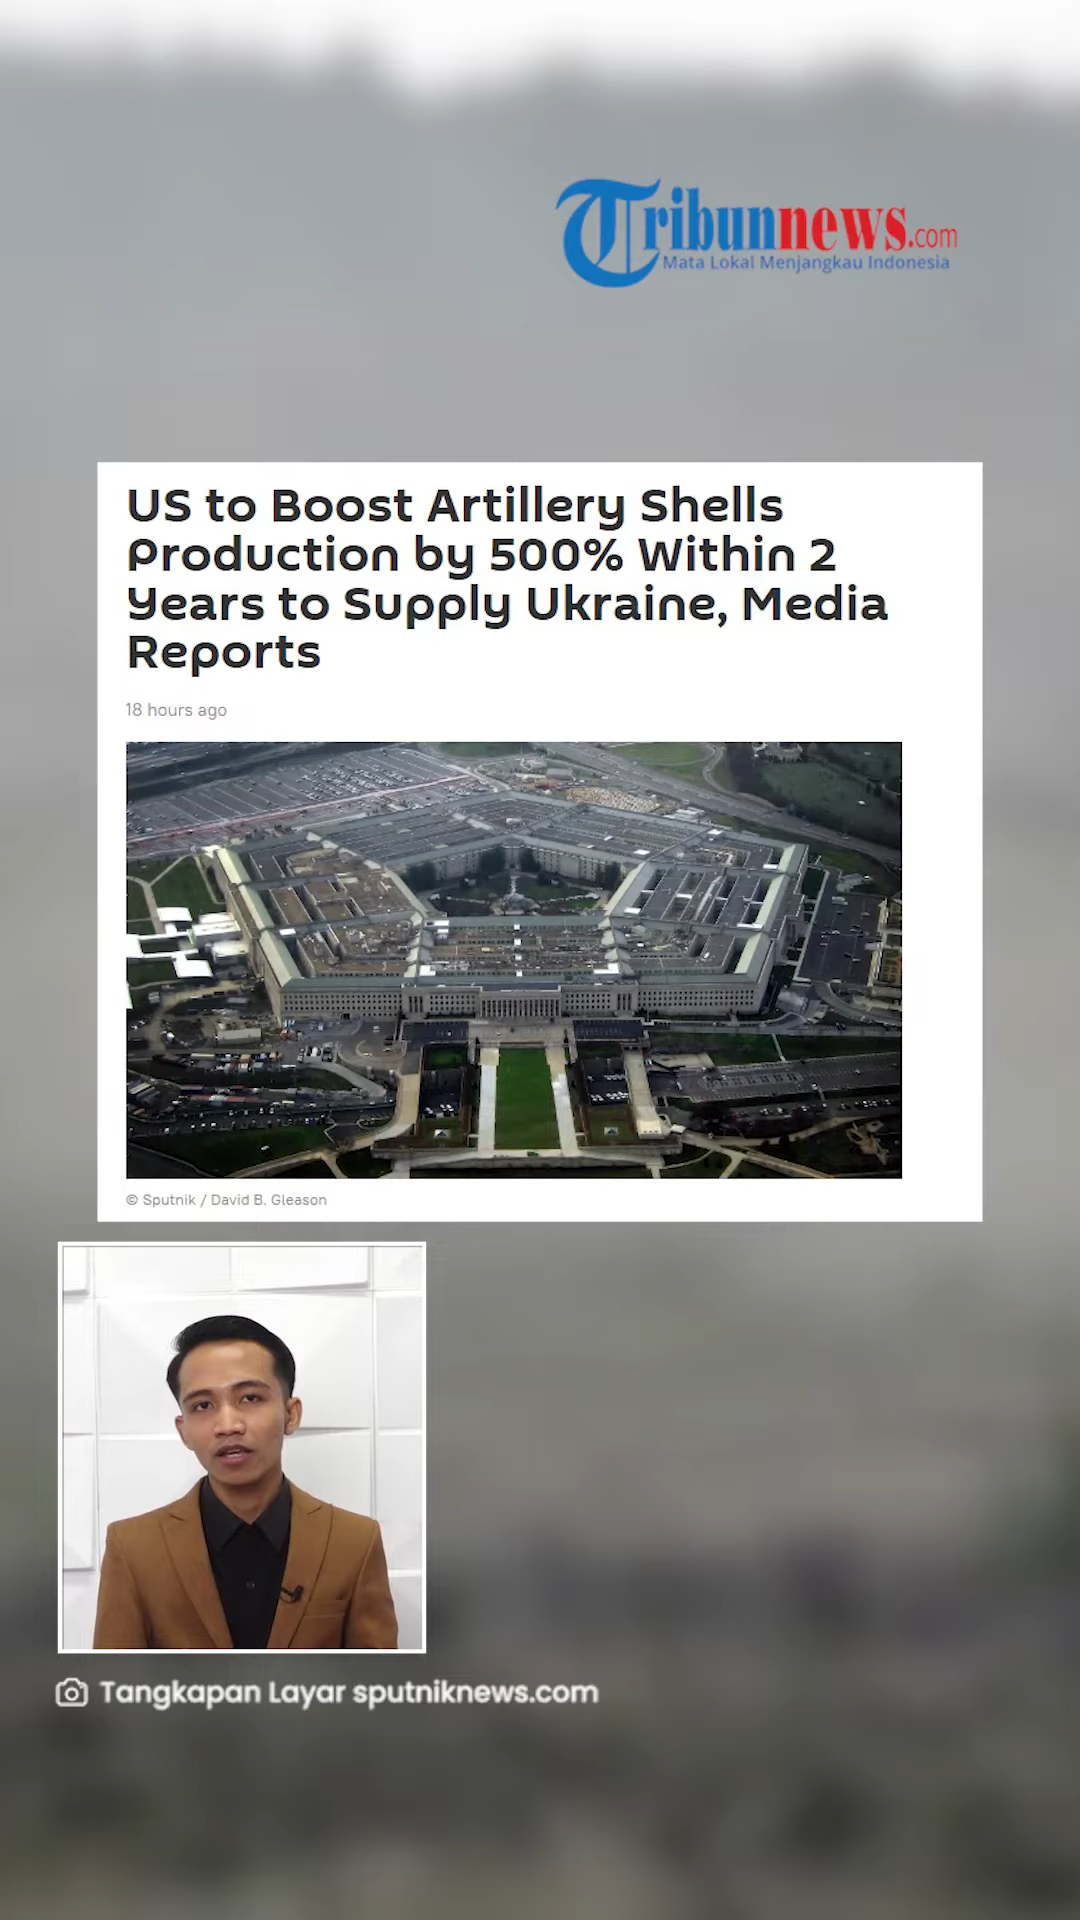 Tribunnews.com
Mata Lokal Menjangkau Indonesia
US to Boost Artillery Shells
Production by 500% Within 2
Years to Supply Ukraine, Media
Reports
18 hours ago
© Sputnik / David B. Gleason
Tangkapan Layar sputniknews.com